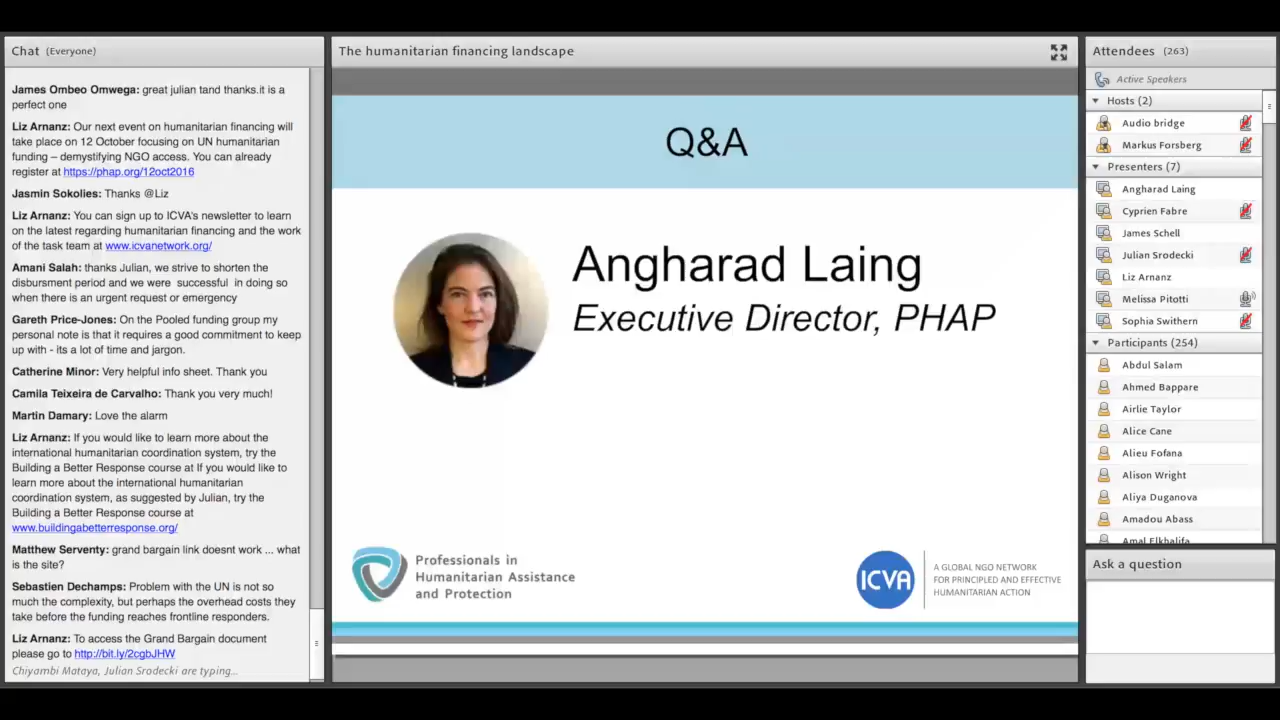 Chat (Everyone)
James Ombeo Omwega: great julian tand thanks.it is a
perfect one
Liz Arnanz: Our next event on humanitarian financing will
take place on 12 October focusing on UN humanitarian
funding – demystifying NGO access. You can already
register at https://phap.org/12oct2016
Jasmin Sokolies: Thanks @Liz
Liz Arnanz: You can sign up to ICVA's newsletter to learn
on the latest regarding humanitarian financing and the work
of the task team at www.icvanetwork.org/
Amani Salah: thanks Julian, we strive to shorten the
disbursment period and we were successful in doing so
when there is an urgent request or emergency
Gareth Price-Jones: On the Pooled funding group my
personal note is that it requires a good commitment to keep
up with - its a lot of time and jargon.
Catherine Minor: Very helpful info sheet. Thank you
Camila Teixeira de Carvalho: Thank you very much!
Martin Damary: Love the alarm
Liz Arnanz: If you would like to learn more about the
international humanitarian coordination system, try the
Building a Better Response course at If you would like to
learn more about the international humanitarian
coordination system, as suggested by Julian, try the
Building a Better Response course at
www.buildingabetterresponse.org/
Matthew Serventy: grand bargain link doesnt work ... what
is the site?
Sebastien Dechamps: Problem with the UN is not so
much the complexity, but perhaps the overhead costs they
take before the funding reaches frontline responders.
Liz Arnanz: To access the Grand Bargain document
please go to http://bit.ly/2cgbJHW
Chiyambi Mataya, Julian Srodecki are typing...
The humanitarian financing landscape
Q&A
Angharad Laing
Executive Director, PHAP
Professionals in
Humanitarian Assistance
and Protection
ICVA
A GLOBAL NGO NETWORK
FOR PRINCIPLED AND EFFECTIVE
HUMANITARIAN ACTION
Attendees (263)
Active Speakers
Hosts (2)
Audio bridge
Markus Forsberg
Presenters (7)
Angharad Laing
Cyprien Fabre
James Schell
Julian Srodecki
Liz Arnanz
Melissa Pitotti
Sophia Swithern
Participants (254)
Abdul Salam
Ahmed Bappare
Airlie Taylor
Alice Cane
Alieu Fofana
Alison Wright
Aliya Duganova
Amadou Abass
Amal Elkhalifa
Ask a question